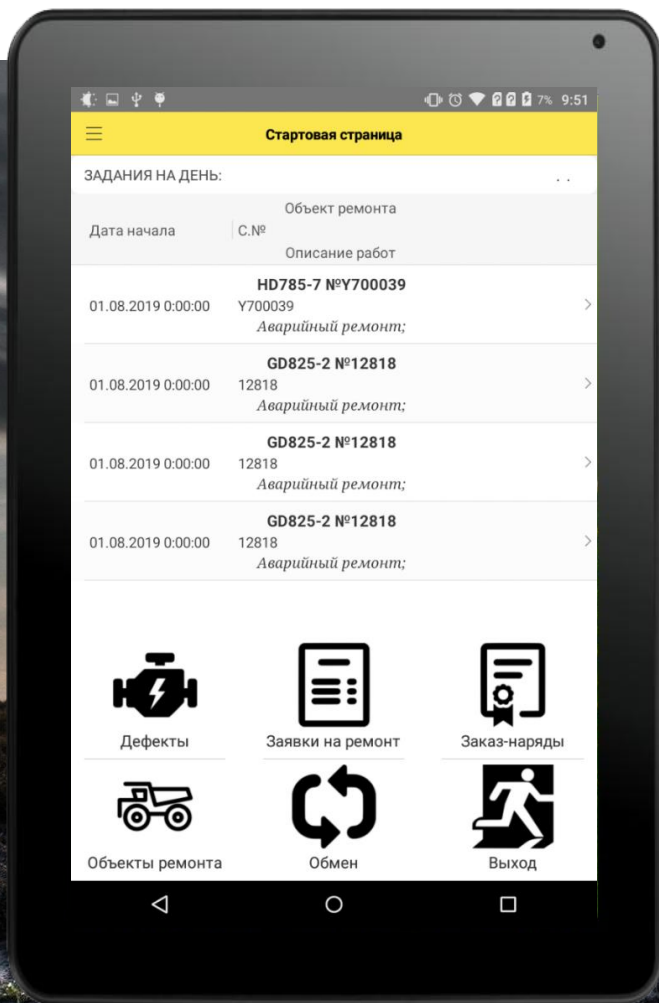 7% 9:51
Стартовая страница
ЗАДАНИЯ НА ДЕНЬ: . .
Объект ремонта
Дата начала С.№
Описание работ
HD785-7 №Y700039
01.08.2019 0:00:00 Y700039
Аварийный ремонт;
GD825-2 №12818
01.08.2019 0:00:00 12818
Аварийный ремонт;
GD825-2 №12818
01.08.2019 0:00:00 12818
Аварийный ремонт;
GD825-2 №12818
01.08.2019 0:00:00 12818
Аварийный ремонт;
Дефекты Заявки на ремонт Заказ-наряды
Объекты ремонта Обмен Выход